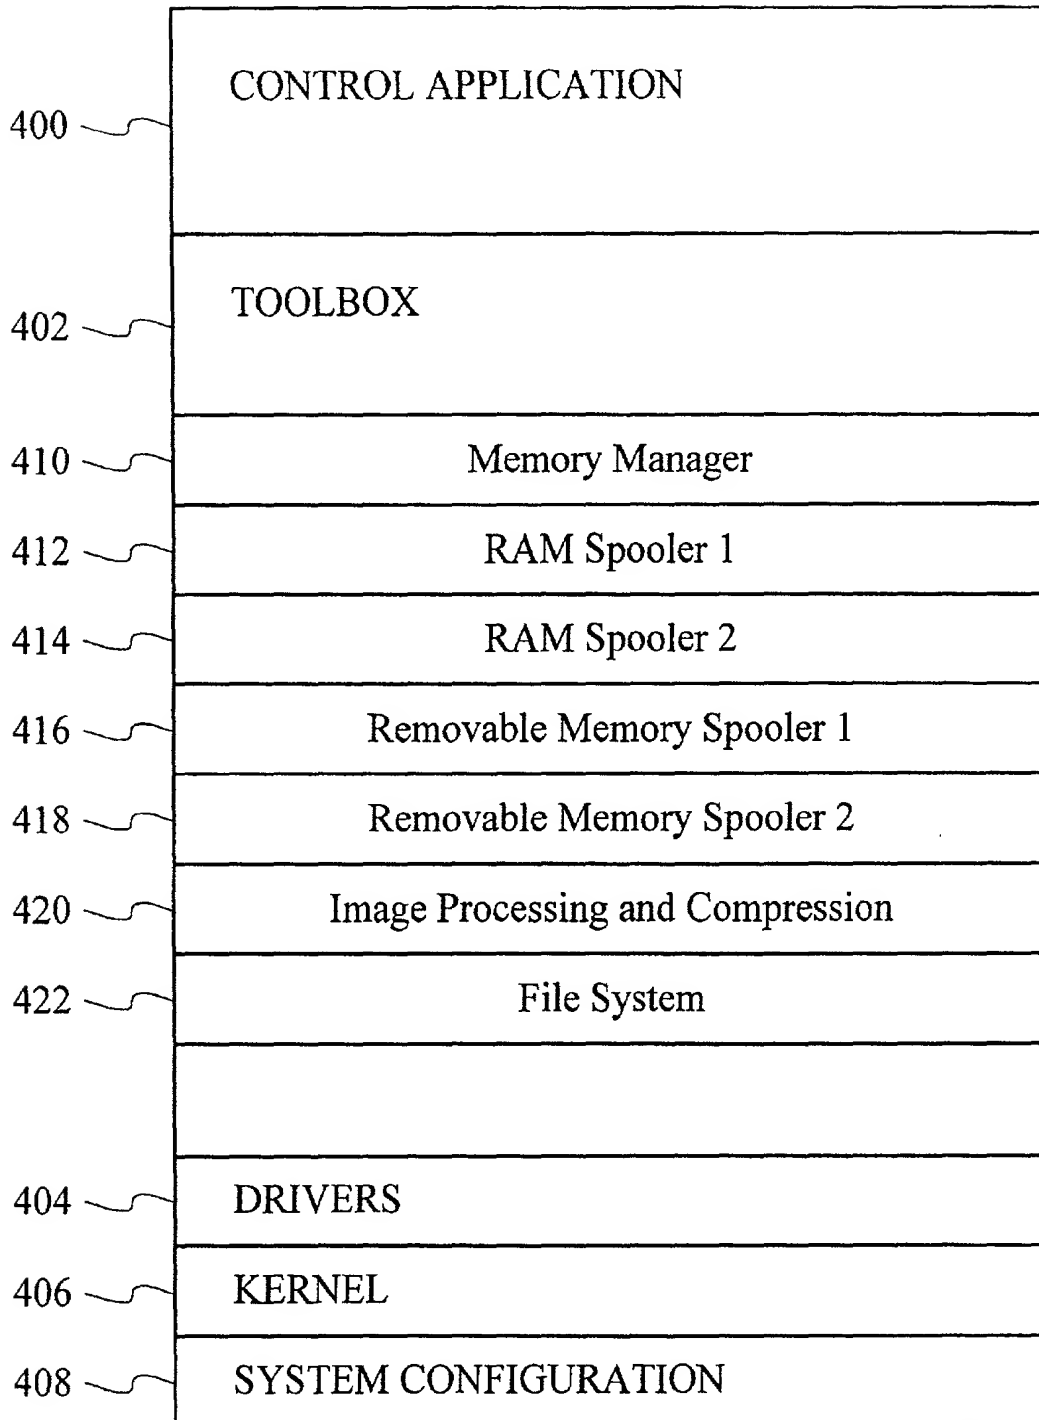 400 CONTROL APPLICATION
402 TOOLBOX
410 Memory Manager
412 RAM Spooler 1
414 RAM Spooler 2
416 Removable Memory Spooler 1
418 Removable Memory Spooler 2
420 Image Processing and Compression
422 File System
404 DRIVERS
406 KERNEL
408 SYSTEM CONFIGURATION